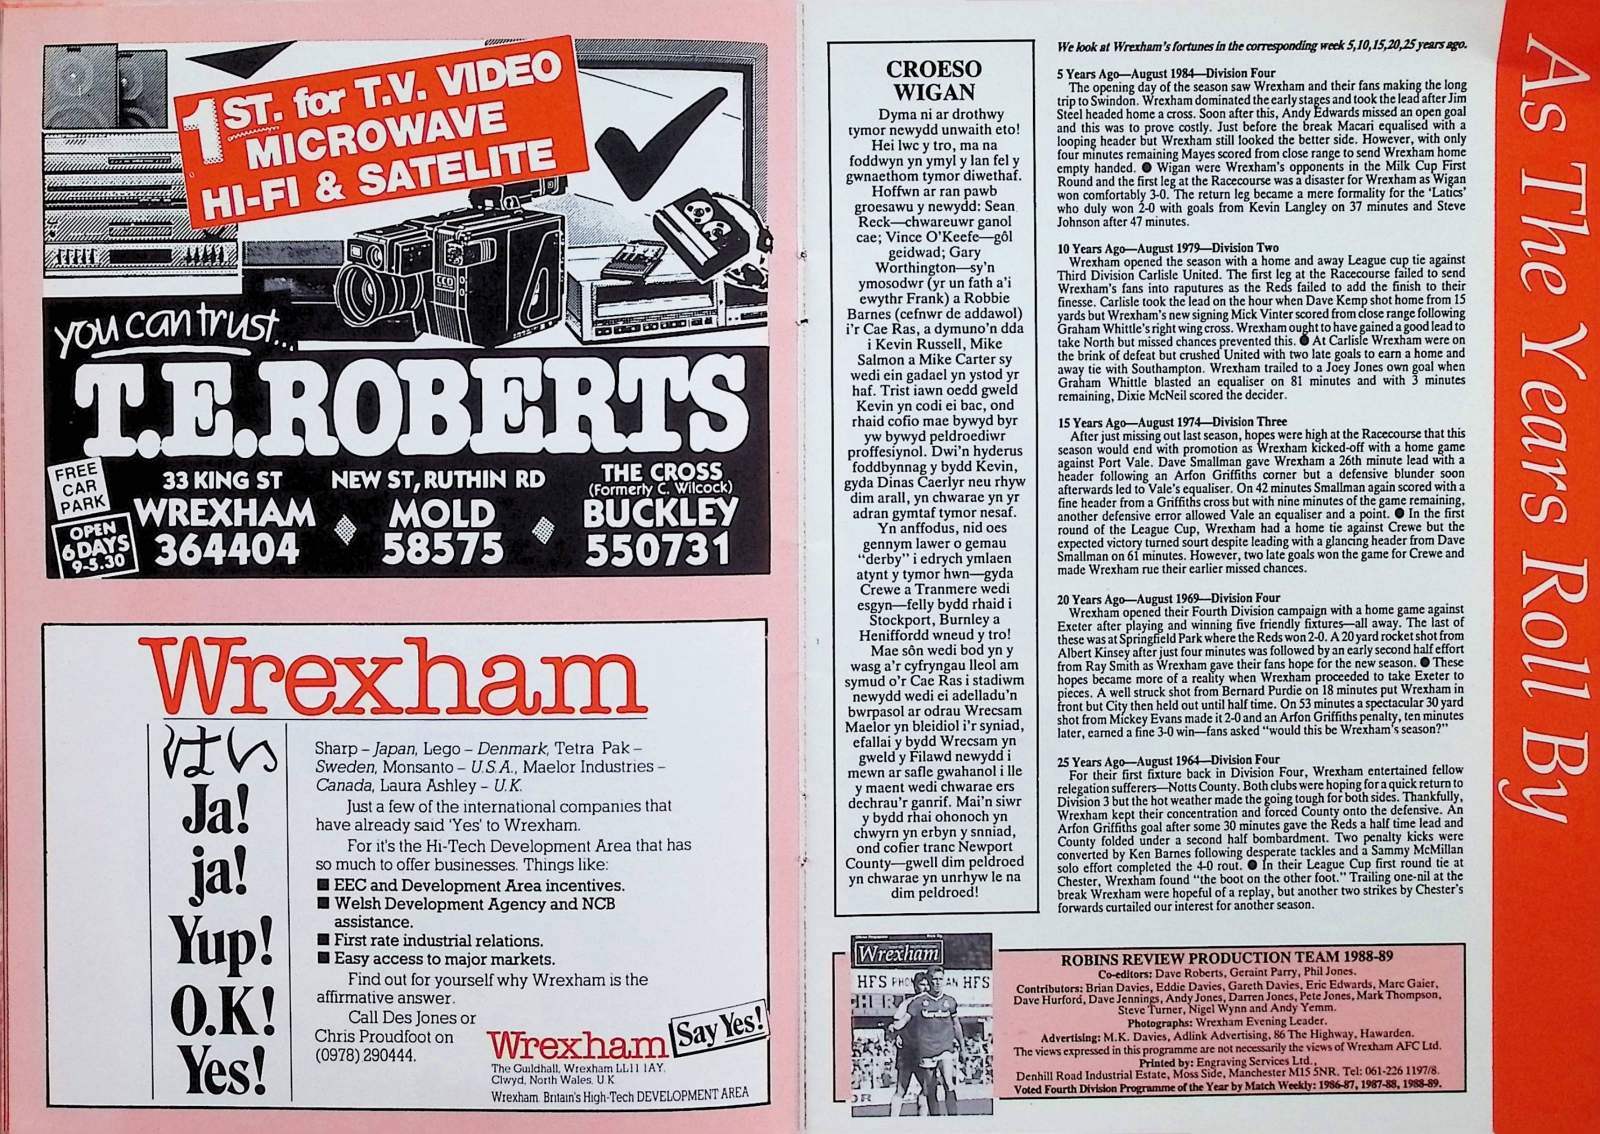 1ST. for T.V. VIDEO
MICROWAVE
HI-FI & SATELITE
you can trust...
T.E.ROBERTS
FREE
CAR
PARK
OPEN
6 DAYS
9-5.30
33 KING ST
WREXHAM
364404
NEW ST, RUTHIN RD
MOLD
58575
THE CROSS
(Formerly C. Wilcock)
BUCKLEY
550731
Wrexham
はい
Ja!
ja!
Yup!
O.K!
Yes!
Sharp – Japan, Lego – Denmark, Tetra Pak –
Sweden, Monsanto – U.S.A., Maelor Industries –
Canada, Laura Ashley – U.K.
Just a few of the international companies that
have already said 'Yes' to Wrexham.
For it's the Hi-Tech Development Area that has
so much to offer businesses. Things like:
■ EEC and Development Area incentives.
■ Welsh Development Agency and NCB
assistance.
■ First rate industrial relations.
■ Easy access to major markets.
Find out for yourself why Wrexham is the
affirmative answer.
Call Des Jones or
Chris Proudfoot on
(0978) 290444.
Wrexham
Say Yes!
The Guildhall, Wrexham LL11 1AY.
Clwyd, North Wales, U.K.
Wrexham. Britain's High-Tech DEVELOPMENT AREA
CROESO
WIGAN
Dyma ni ar drothwy
tymor newydd unwaith eto!
Hei lwc y tro, ma na
foddwyn yn ymyl y lan fel y
gwnaethom tymor diwethaf.
Hoffwn ar ran pawb
groesawu y newydd: Sean
Reck—chwareuwr ganol
cae; Vince O'Keefe—gôl
geidwad; Gary
Worthington—sy'n
ymosodwr (yr un fath a'i
ewythr Frank) a Robbie
Barnes (cefnwr de addawol)
i'r Cae Ras, a dymuno'n dda
i Kevin Russell, Mike
Salmon a Mike Carter sy
wedi ein gadael yn ystod yr
haf. Trist iawn oedd gweld
Kevin yn codi ei bac, ond
rhaid cofio mae bywyd byr
yw bywyd peldroediwr
proffesiynol. Dwi'n hyderus
foddbynnag y bydd Kevin,
gyda Dinas Caerlyr neu rhyw
dim arall, yn chwarae yn yr
adran gymtaf tymor nesaf.
Yn anffodus, nid oes
gennym lawer o gemau
"derby" i edrych ymlaen
atynt y tymor hwn—gyda
Crewe a Tranmere wedi
esgyn—felly bydd rhaid i
Stockport, Burnley a
Heniffordd wneud y tro!
Mae sôn wedi bod yn y
wasg a'r cyfryngau lleol am
symud o'r Cae Ras i stadiwm
newydd wedi ei adelladu'n
bwrpasol ar odrau Wrecsam
Maelor yn bleidiol i'r syniad,
efallai y bydd Wrecsam yn
gweld y Filawd newydd i
mewn ar safle gwahanol i lle
y maent wedi chwarae ers
dechrau'r ganrif. Mai'n siwr
y bydd rhai ohonoch yn
chwyrn yn erbyn y snniad,
ond cofier tranc Newport
County—gwell dim peldroed
yn chwarae yn unrhyw le na
dim peldroed!
We look at Wrexham's fortunes in the corresponding week 5,10,15,20,25 years ago.
5 Years Ago—August 1984—Division Four
The opening day of the season saw Wrexham and their fans making the long
trip to Swindon. Wrexham dominated the early stages and took the lead after Jim
Steel headed home a cross. Soon after this, Andy Edwards missed an open goal
and this was to prove costly. Just before the break Macari equalised with a
looping header but Wrexham still looked the better side. However, with only
four minutes remaining Mayes scored from close range to send Wrexham home
empty handed. ● Wigan were Wrexham's opponents in the Milk Cup First
Round and the first leg at the Racecourse was a disaster for Wrexham as Wigan
won comfortably 3-0. The return leg became a mere formality for the 'Latics'
who duly won 2-0 with goals from Kevin Langley on 37 minutes and Steve
Johnson after 47 minutes.
10 Years Ago—August 1979—Division Two
Wrexham opened the season with a home and away League cup tie against
Third Division Carlisle United. The first leg at the Racecourse failed to send
Wrexham's fans into raputures as the Reds failed to add the finish to their
finesse. Carlisle took the lead on the hour when Dave Kemp shot home from 15
yards but Wrexham's new signing Mick Vinter scored from close range following
Graham Whittle's right wing cross. Wrexham ought to have gained a good lead to
take North but missed chances prevented this. ● At Carlisle Wrexham were on
the brink of defeat but crushed United with two late goals to earn a home and
away tie with Southampton. Wrexham trailed to a Joey Jones own goal when
Graham Whittle blasted an equaliser on 81 minutes and with 3 minutes
remaining, Dixie McNeil scored the decider.
15 Years Ago—August 1974—Division Three
After just missing out last season, hopes were high at the Racecourse that this
season would end with promotion as Wrexham kicked-off with a home game
against Port Vale. Dave Smallman gave Wrexham a 26th minute lead with a
header following an Arfon Griffiths corner but a defensive blunder soon
afterwards led to Vale's equaliser. On 42 minutes Smallman again scored with a
fine header from a Griffiths cross but with nine minutes of the game remaining,
another defensive error allowed Vale an equaliser and a point. ● In the first
round of the League Cup, Wrexham had a home tie against Crewe but the
expected victory turned sourt despite leading with a glancing header from Dave
Smallman on 61 minutes. However, two late goals won the game for Crewe and
made Wrexham rue their earlier missed chances.
20 Years Ago—August 1969—Division Four
Wrexham opened their Fourth Division campaign with a home game against
Exeter after playing and winning five friendly fixtures—all away. The last of
these was at Springfield Park where the Reds won 2-0. A 20 yard rocket shot from
Albert Kinsey after just four minutes was followed by an early second half effort
from Ray Smith as Wrexham gave their fans hope for the new season. ● These
hopes became more of a reality when Wrexham proceeded to take Exeter to
pieces. A well struck shot from Bernard Purdie on 18 minutes put Wrexham in
front but City then held out until half time. On 53 minutes a spectacular 30 yard
shot from Mickey Evans made it 2-0 and an Arfon Griffiths penalty, ten minutes
later, earned a fine 3-0 win—fans asked "would this be Wrexham's season?"
25 Years Ago—August 1964—Division Four
For their first fixture back in Division Four, Wrexham entertained fellow
relegation sufferers—Notts County. Both clubs were hoping for a quick return to
Division 3 but the hot weather made the going tough for both sides. Thankfully,
Wrexham kept their concentration and forced County onto the defensive. An
Arfon Griffiths goal after some 30 minutes gave the Reds a half time lead and
County folded under a second half bombardment. Two penalty kicks were
converted by Ken Barnes following desperate tackles and a Sammy McMillan
solo effort completed the 4-0 rout. ● In their League Cup first round tie at
Chester, Wrexham found "the boot on the other foot." Trailing one-nil at the
break Wrexham were hopeful of a replay, but another two strikes by Chester's
forwards curtailed our interest for another season.
Wrexham
HFS PHO AN HFS
ROBINS REVIEW PRODUCTION TEAM 1988-89
Co-editors: Dave Roberts, Geraint Parry, Phil Jones.
Contributors: Brian Davies, Eddie Davies, Gareth Davies, Eric Edwards, Marc Gaier,
Dave Hurford, Dave Jennings, Andy Jones, Darren Jones, Pete Jones, Mark Thompson,
Steve Turner, Nigel Wynn and Andy Yemm.
Photographs: Wrexham Evening Leader.
Advertising: M.K. Davies, Adlink Advertising, 86 The Highway, Hawarden.
The views expressed in this programme are not necessarily the views of Wrexham AFC Ltd.
Printed by: Engraving Services Ltd.,
Denhill Road Industrial Estate, Moss Side, Manchester M15 5NR. Tel: 061-226 1197/8.
Voted Fourth Division Programme of the Year by Match Weekly: 1986-87, 1987-88, 1988-89.
As The Years Roll By